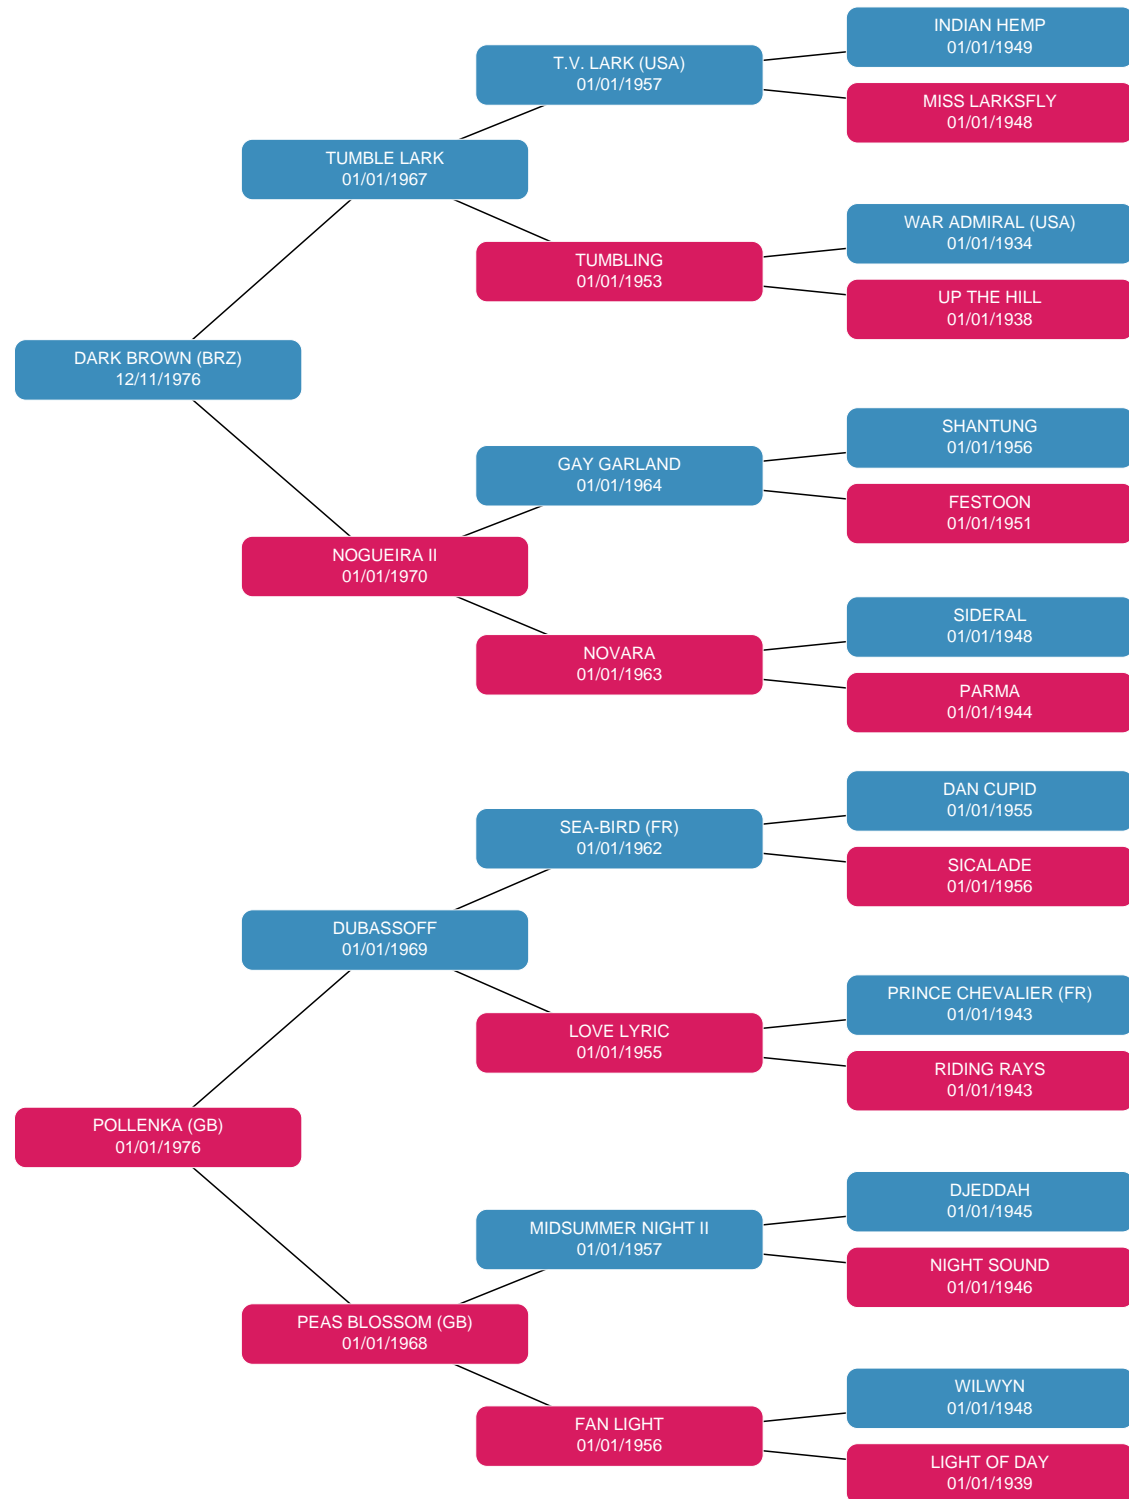 INDIAN HEMP
01/01/1949
T.V. LARK (USA)
01/01/1957
MISS LARKSFLY
01/01/1948
TUMBLE LARK
01/01/1967
WAR ADMIRAL (USA)
01/01/1934
TUMBLING
01/01/1953
UP THE HILL
01/01/1938
DARK BROWN (BRZ)
12/11/1976
SHANTUNG
01/01/1956
GAY GARLAND
01/01/1964
FESTOON
01/01/1951
NOGUEIRA II
01/01/1970
SIDERAL
01/01/1948
NOVARA
01/01/1963
PARMA
01/01/1944
DAN CUPID
01/01/1955
SEA-BIRD (FR)
01/01/1962
SICALADE
01/01/1956
DUBASSOFF
01/01/1969
PRINCE CHEVALIER (FR)
01/01/1943
LOVE LYRIC
01/01/1955
RIDING RAYS
01/01/1943
POLLENKA (GB)
01/01/1976
DJEDDAH
01/01/1945
MIDSUMMER NIGHT II
01/01/1957
NIGHT SOUND
01/01/1946
PEAS BLOSSOM (GB)
01/01/1968
WILWYN
01/01/1948
FAN LIGHT
01/01/1956
LIGHT OF DAY
01/01/1939